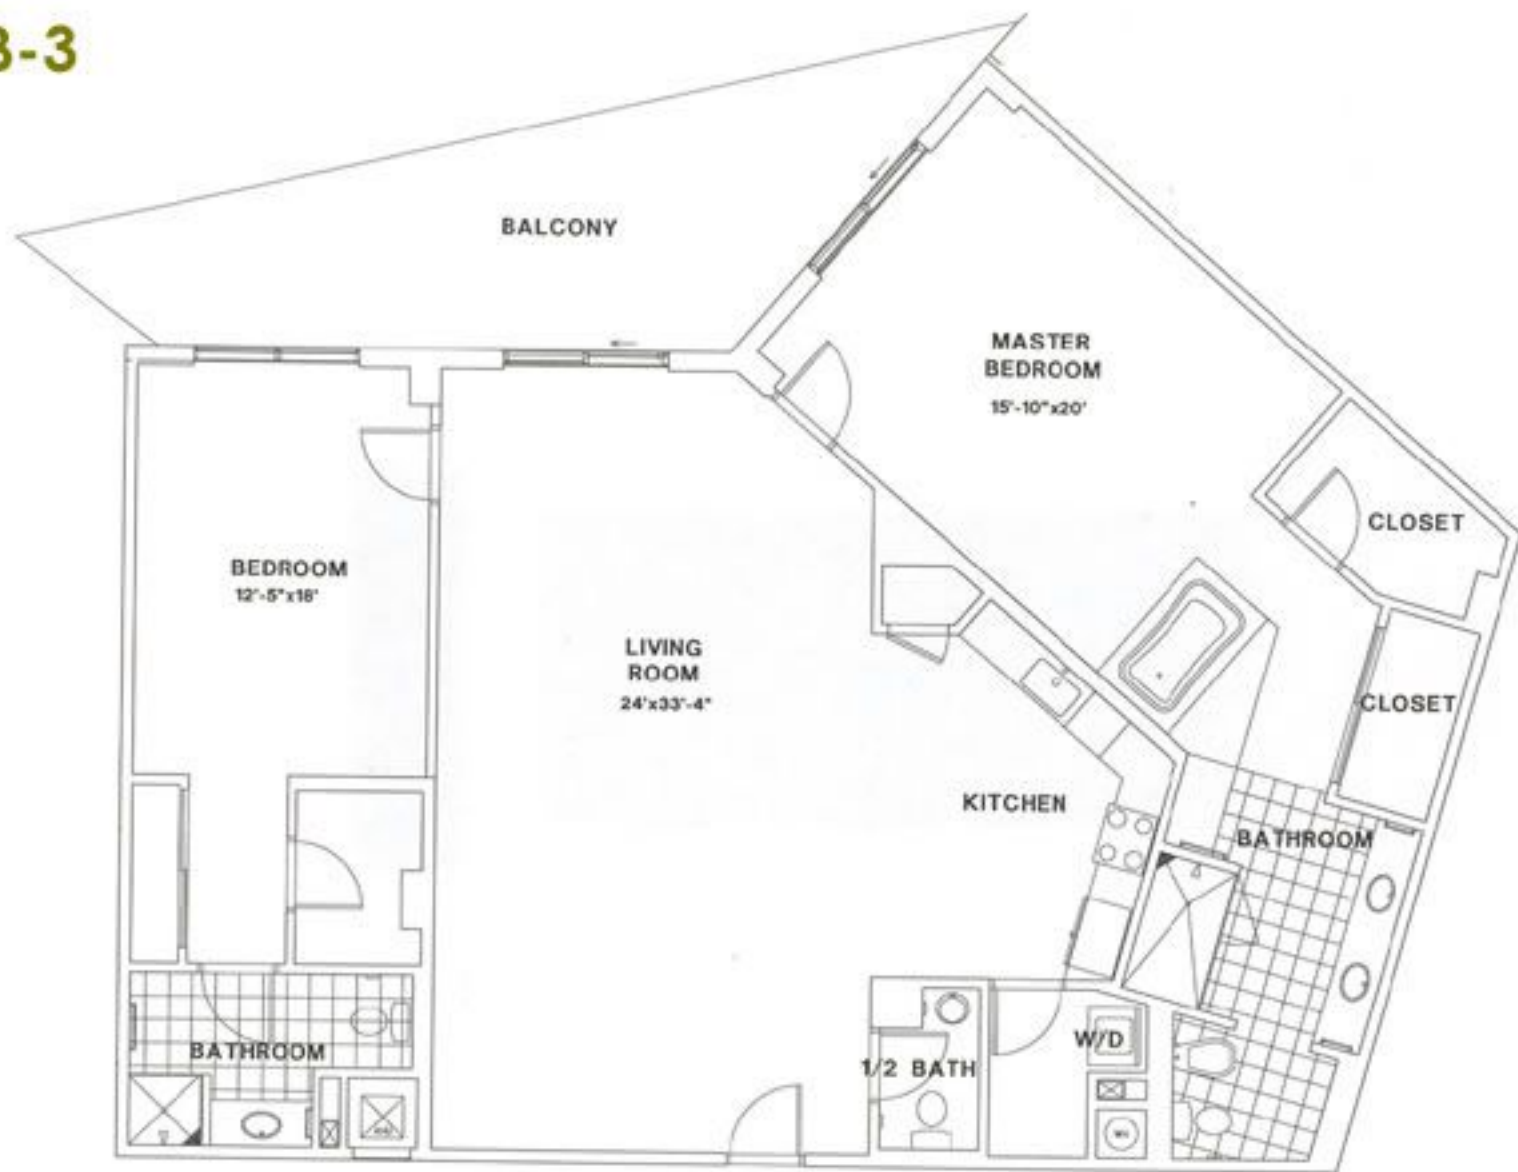 B-3
BALCONY
MASTER
BEDROOM
15'-10"x20'
CLOSET
BEDROOM
12'-5"x18'
LIVING
ROOM
24'x33'-4"
CLOSET
KITCHEN
BATHROOM
W/D
BATHROOM
1/2 BATH